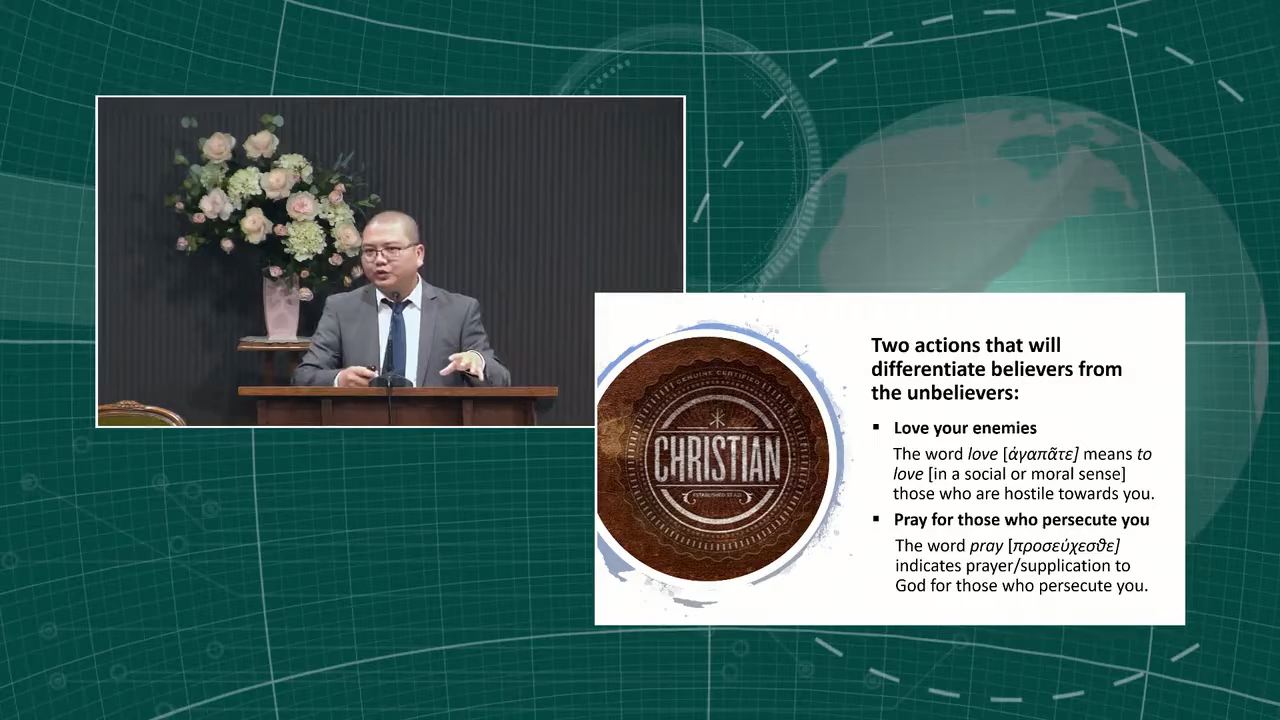 GENUINE CERTIFIED
CHRISTIAN
Two actions that will
differentiate believers from
the unbelievers:
▪ Love your enemies
The word love [ἀγαπᾶτε] means to
love [in a social or moral sense]
those who are hostile towards you.
▪ Pray for those who persecute you
The word pray [προσεύχεσθε]
indicates prayer/supplication to
God for those who persecute you.